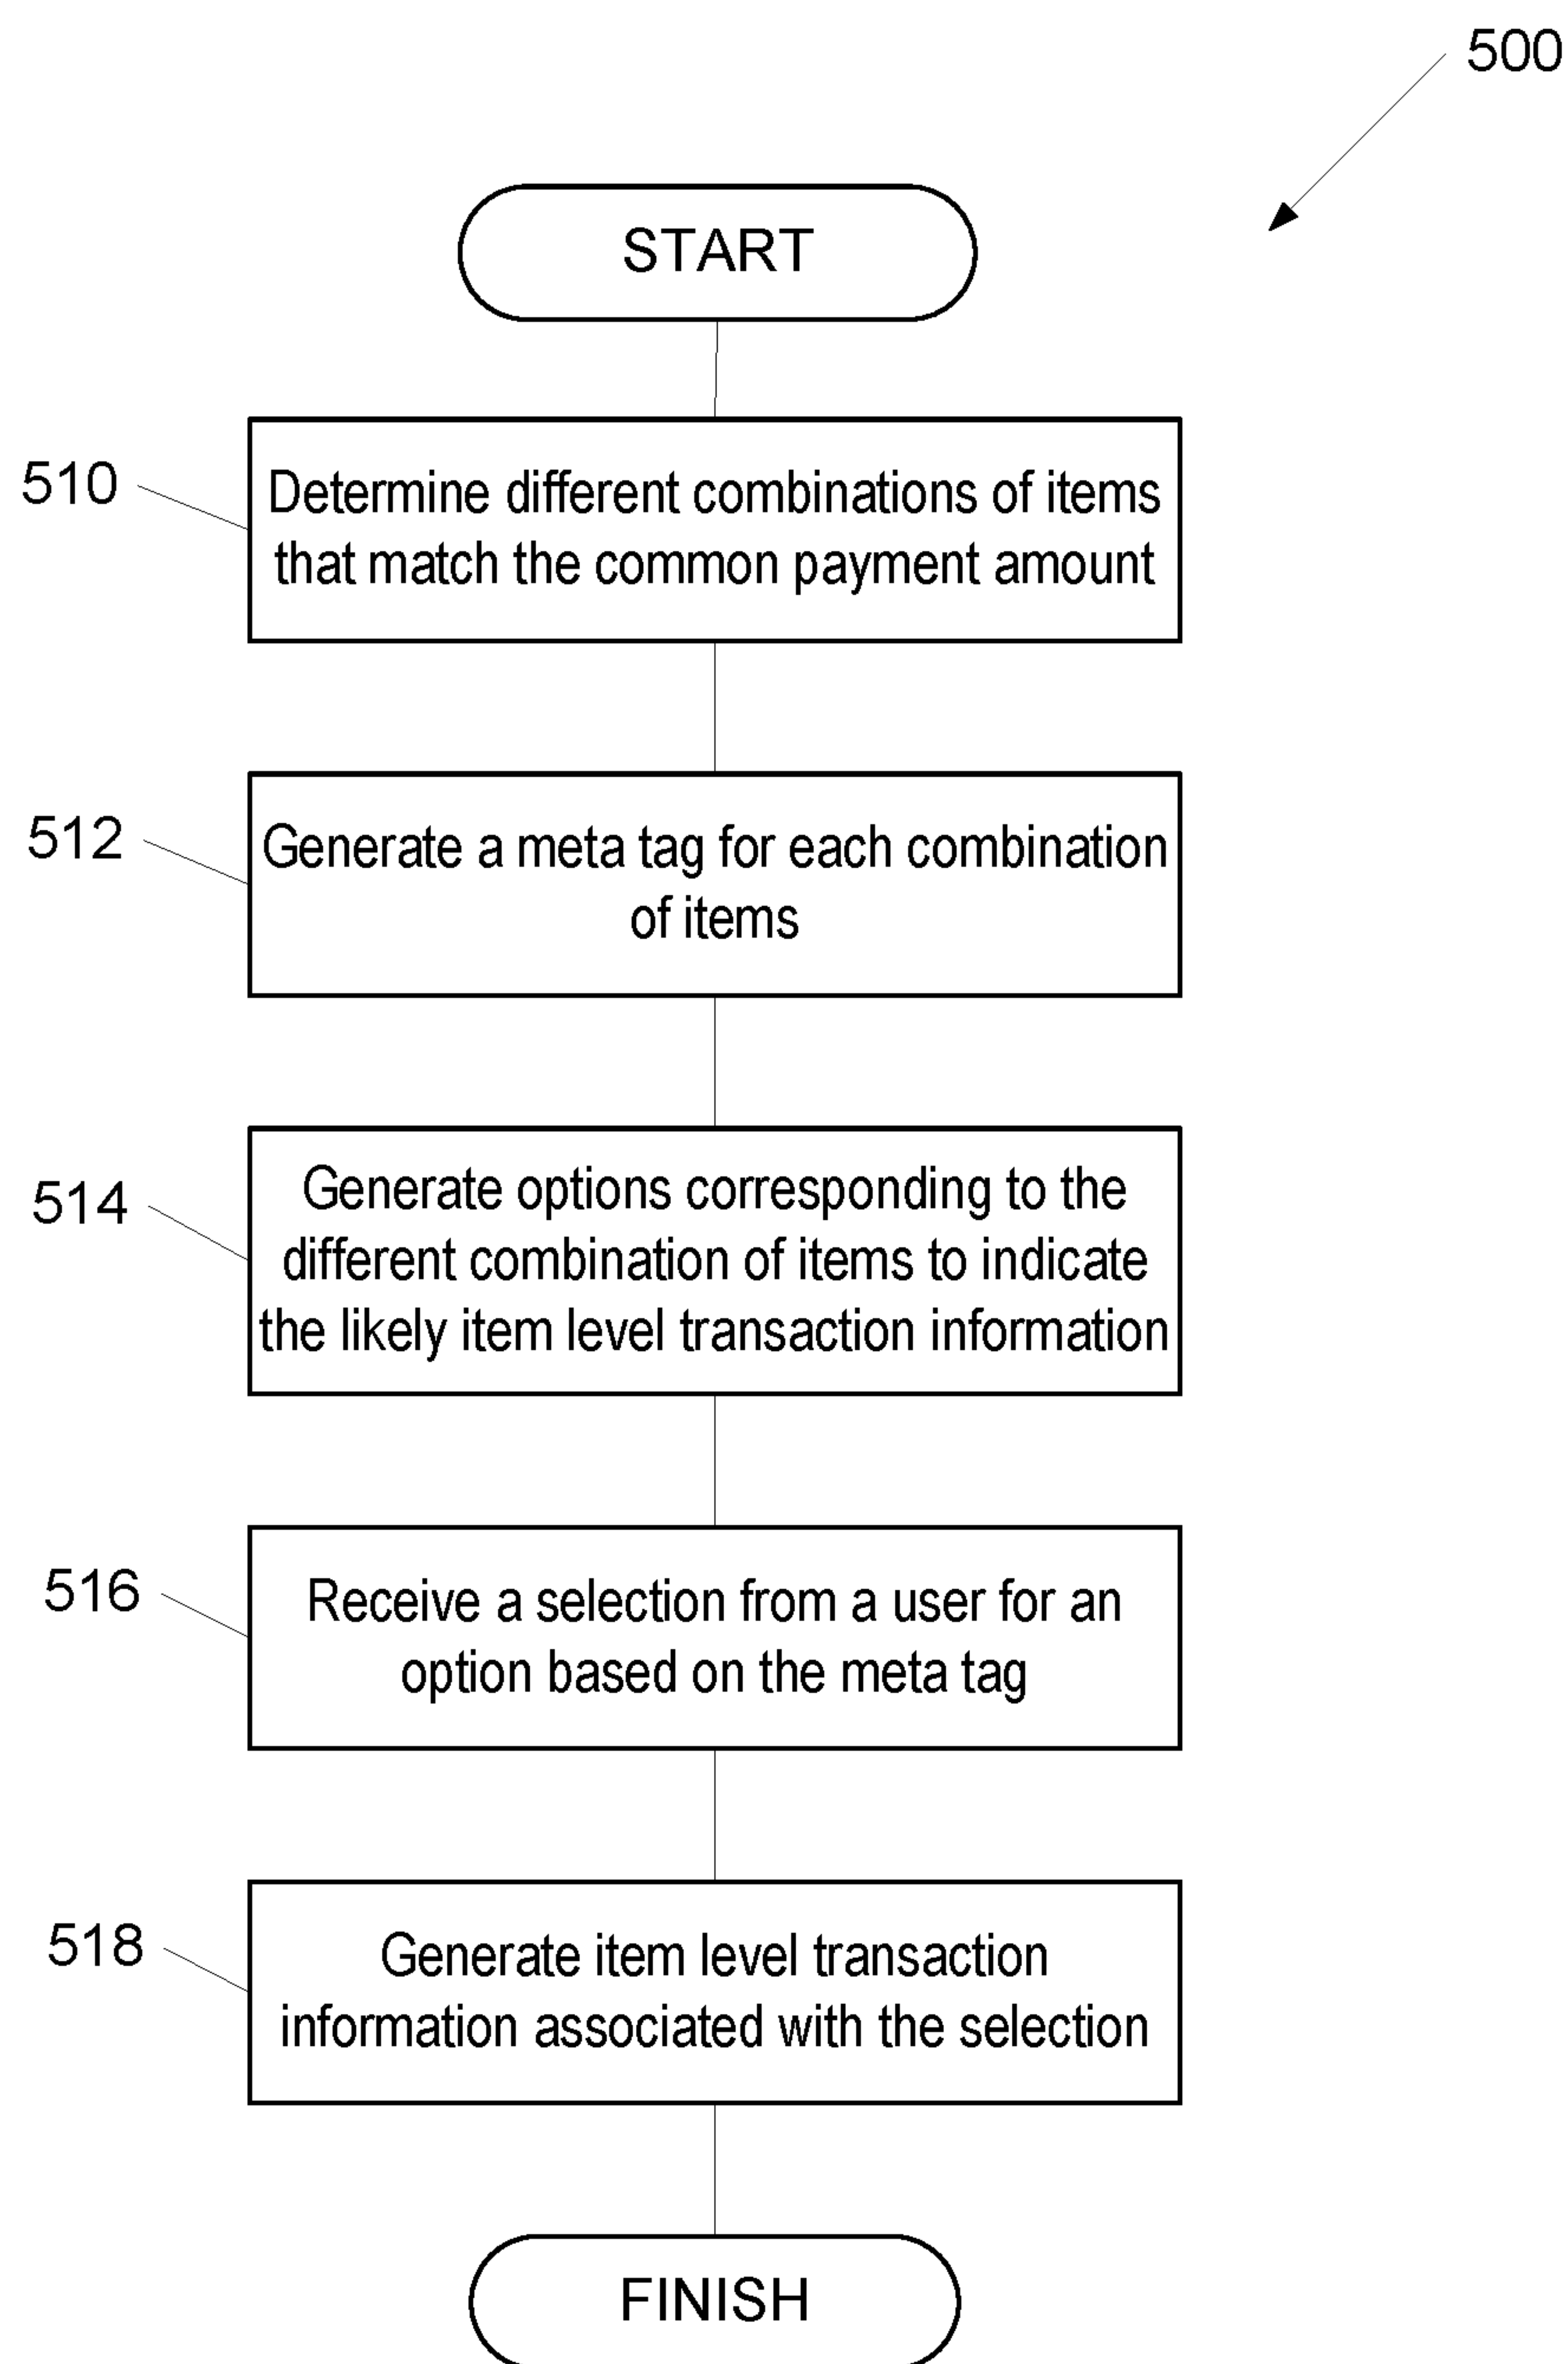 500
START
510
Determine different combinations of items
that match the common payment amount
512
Generate a meta tag for each combination
of items
514
Generate options corresponding to the
different combination of items to indicate
the likely item level transaction information
516
Receive a selection from a user for an
option based on the meta tag
518
Generate item level transaction
information associated with the selection
FINISH